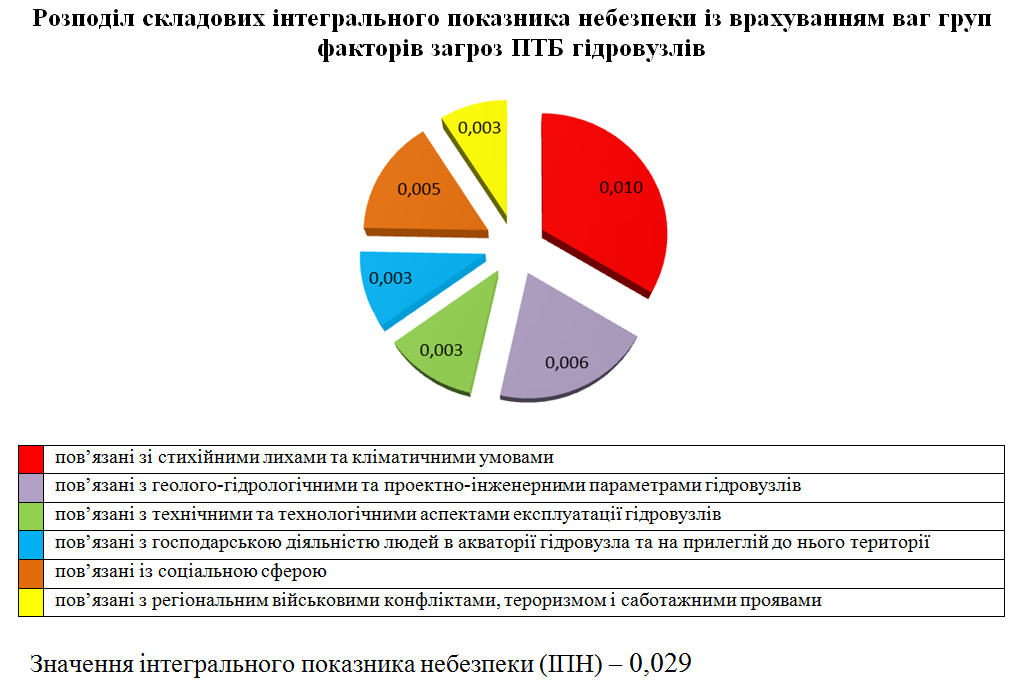 Розподіл складових інтегрального показника небезпеки із врахуванням ваг груп
факторів загроз ПТБ гідровузлів
0,003
0,010
0,005
0,003
0,003
0,006
пов’язані зі стихійними лихами та кліматичними умовами
пов’язані з геолого-гідрологічними та проектно-інженерними параметрами гідровузлів
пов’язані з технічними та технологічними аспектами експлуатації гідровузлів
пов’язані з господарською діяльністю людей в акваторії гідровузла та на прилеглій до нього території
пов’язані із соціальною сферою
пов’язані з регіональним військовими конфліктами, тероризмом і саботажними проявами
Значення інтегрального показника небезпеки (ІПН) – 0,029